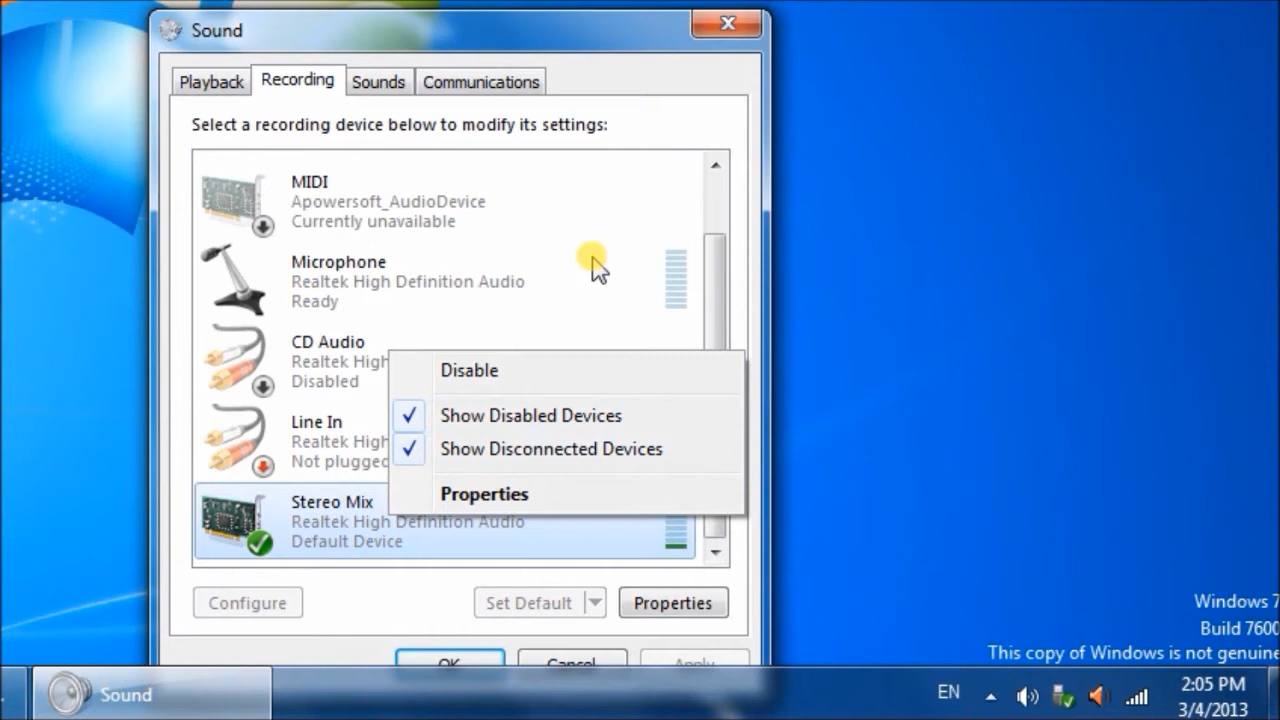 Sound
Playback
Recording
Sounds
Communications
Select a recording device below to modify its settings:
MIDI
Apowersoft_AudioDevice
Currently unavailable
Microphone
Realtek High Definition Audio
Ready
CD Audio
Realtek High
Disabled
Line In
Realtek High
Not plugged
Disable
Show Disabled Devices
Show Disconnected Devices
Properties
Stereo Mix
Realtek High Definition Audio
Default Device
Configure
Set Default
Properties
OK
Cancel
Apply
Windows 7
Build 7600
This copy of Windows is not genuine
Sound
EN
2:05 PM
3/4/2013